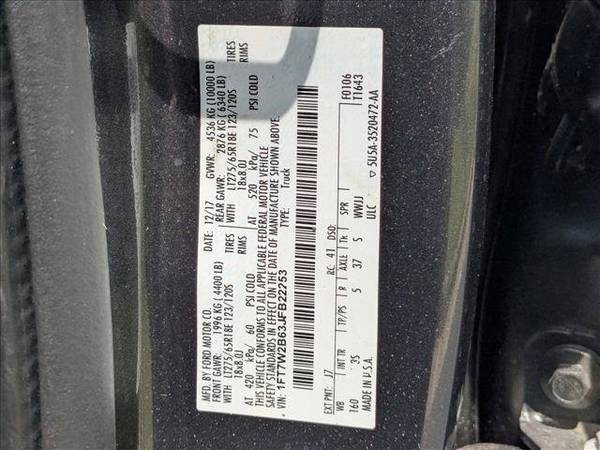 MFD. BY FORD MOTOR CO.
DATE: 12/17 GVWR: 4536 KG (10000 LB)
FRONT GAWR: 1996 KG ( 4400 LB) REAR GAWR: 2876 KG ( 6340 LB)
LT275/65R18E 123/120S TIRES WITH LT275/65R18E 123/120S TIRES
18x8.0J RIMS 18x8.0J RIMS
AT 420 kPa/ 60 PSI COLD AT 520 kPa/ 75 PSI COLD
THIS VEHICLE CONFORMS TO ALL APPLICABLE FEDERAL MOTOR VEHICLE
SAFETY STANDARDS IN EFFECT ON THE DATE OF MANUFACTURE SHOWN ABOVE.
VIN: 1FT7W2B63JFB22253 TYPE: Truck
EXT PNT: J7 RC: 41 DSO: F0106
WB INT TR TP/PS R AXLE TR SPR T1643
160 35 5 37 5 WWJJ
MADE IN U.S.A. ULC 5U5A-3520472-AA